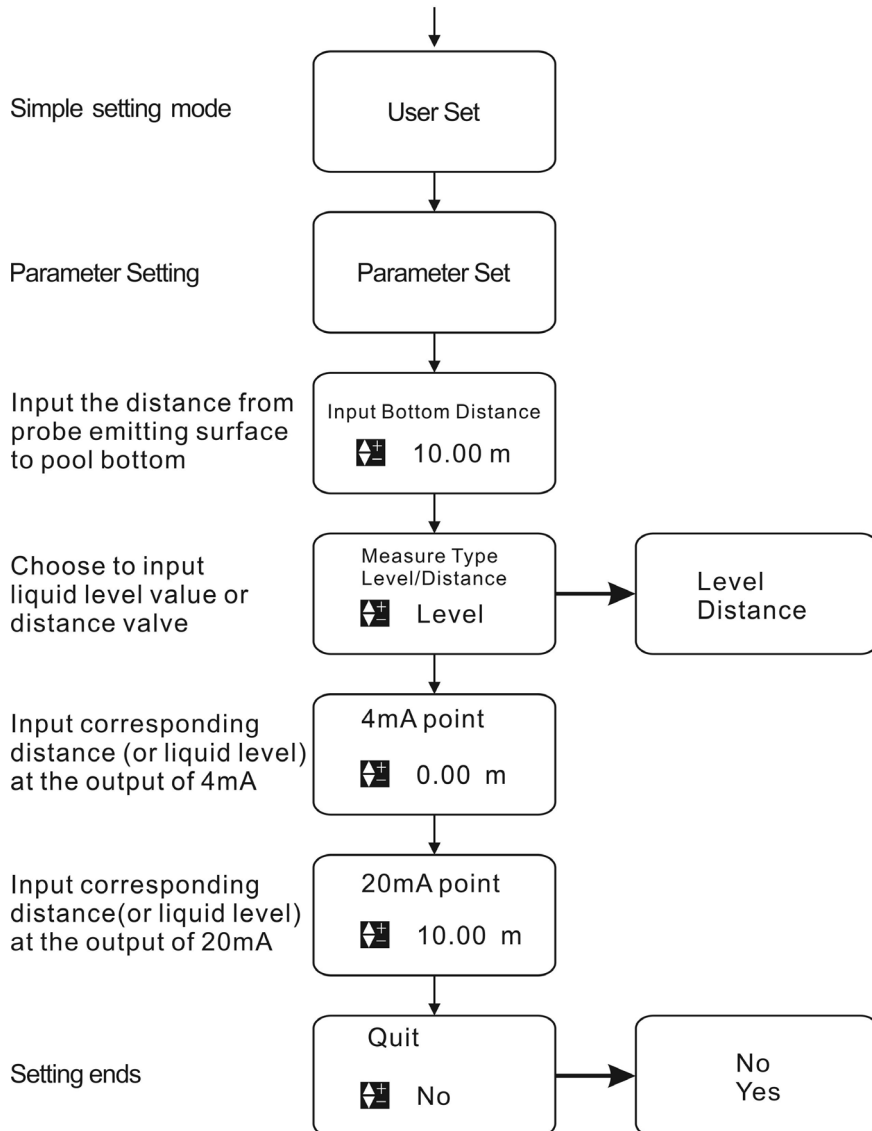 Simple setting mode
User Set
Parameter Setting
Parameter Set
Input the distance from
probe emitting surface
to pool bottom
Input Bottom Distance
10.00 m
Choose to input
liquid level value or
distance valve
Measure Type
Level/Distance
Level
Level
Distance
Input corresponding
distance (or liquid level)
at the output of 4mA
4mA point
0.00 m
Input corresponding
distance(or liquid level)
at the output of 20mA
20mA point
10.00 m
Setting ends
Quit
No
No
Yes